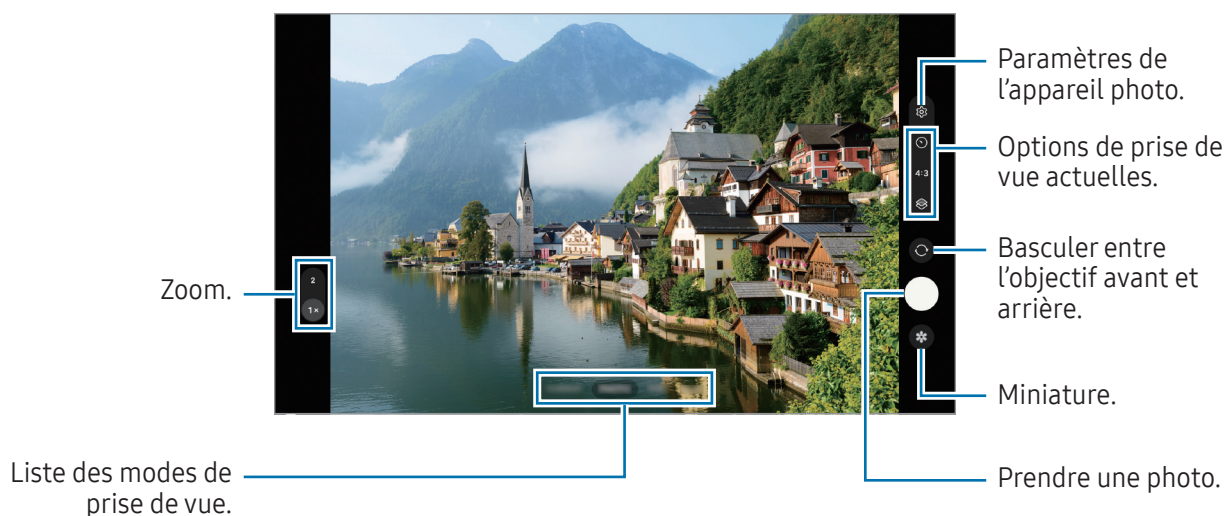 Paramètres de
l'appareil photo.
Options de prise de
vue actuelles.
4:3
Basculer entre
l'objectif avant et
arrière.
Zoom.
2
1×
Miniature.
Liste des modes de
prise de vue.
Prendre une photo.